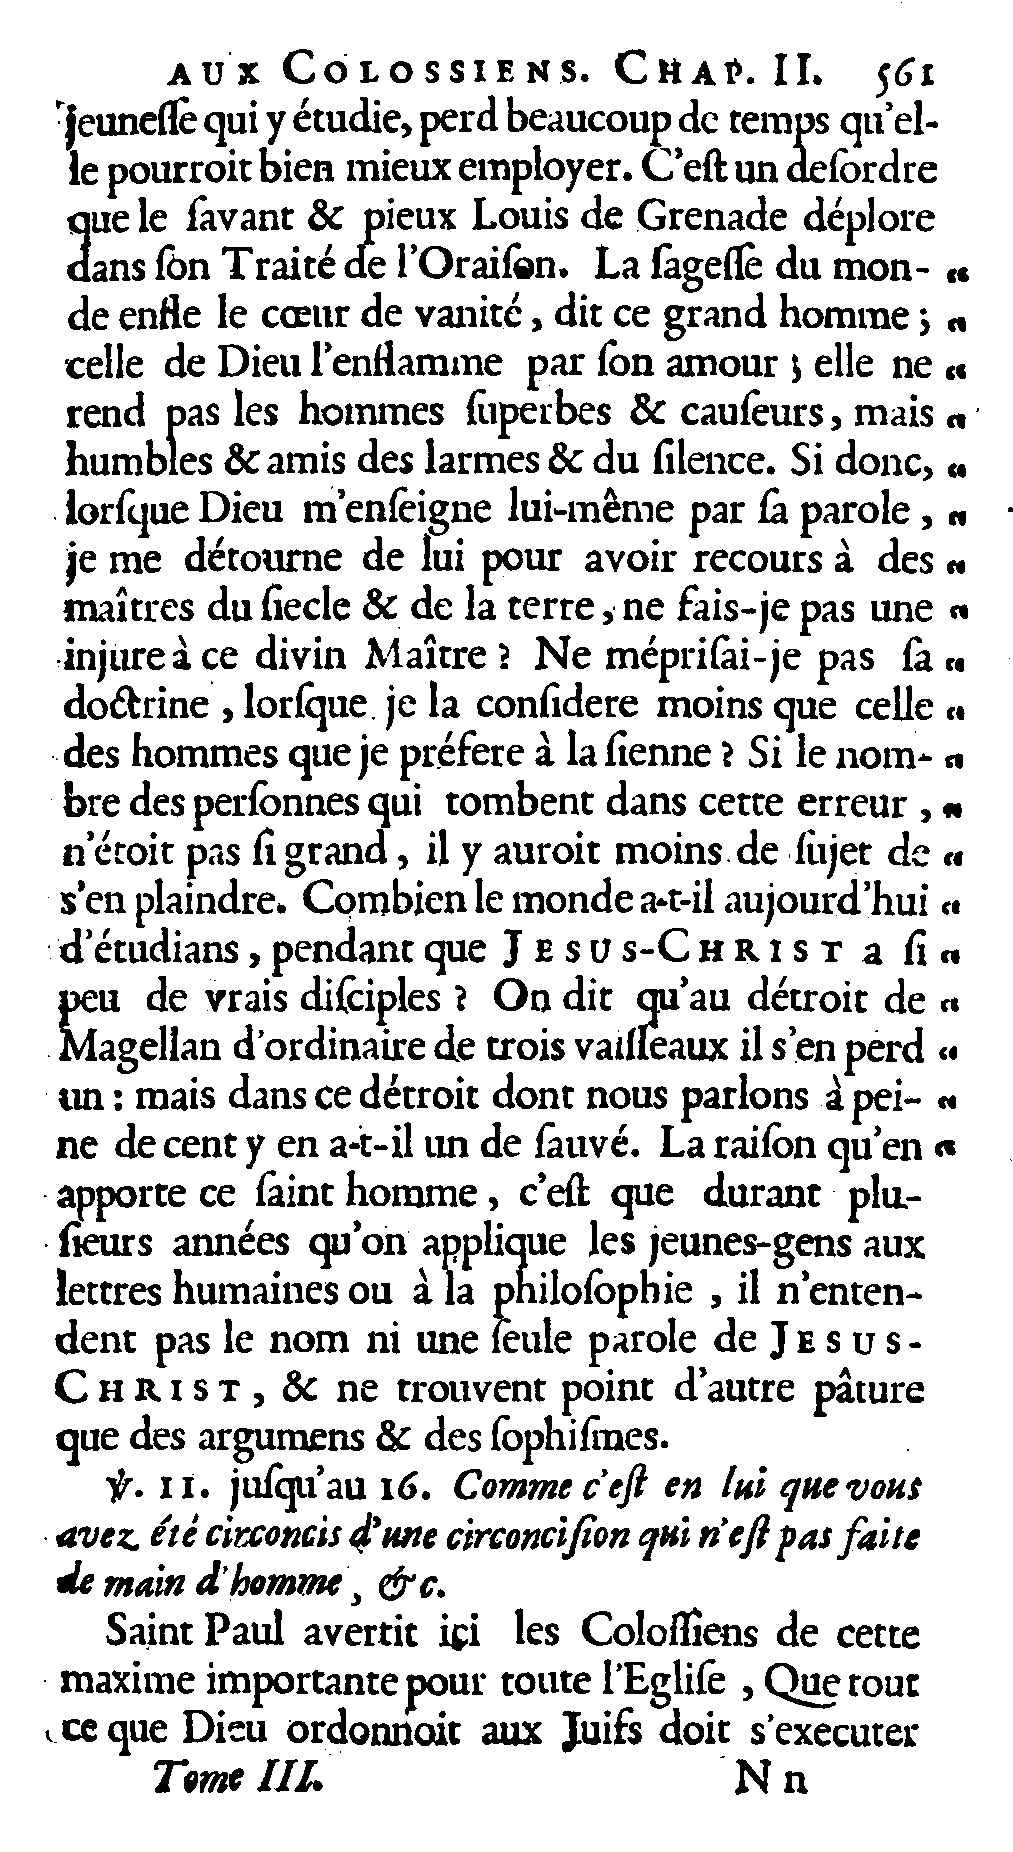 AUX COLOSSIENS. CHAP. II. 561
jeuneſſe qui y étudie, perd beaucoup de temps qu'el-
le pourroit bien mieux employer. C'eſt un deſordre
que le ſavant & pieux Louis de Grenade déplore
dans ſon Traité de l'Oraiſon. La ſageſſe du mon- “
de enfle le cœur de vanité, dit ce grand homme ; “
celle de Dieu l'enflamme par ſon amour ; elle ne “
rend pas les hommes ſuperbes & cauſeurs, mais “
humbles & amis des larmes & du ſilence. Si donc, “
lorſque Dieu m'enſeigne lui-même par ſa parole, “
je me détourne de lui pour avoir recours à des “
maîtres du ſiecle & de la terre, ne fais-je pas une “
injure à ce divin Maître ? Ne mépriſai-je pas ſa “
doctrine, lorſque je la conſidere moins que celle “
des hommes que je préfere à la ſienne ? Si le nom- “
bre des perſonnes qui tombent dans cette erreur, “
n'étoit pas ſi grand, il y auroit moins de ſujet de “
s'en plaindre. Combien le monde a-t-il aujourd'hui “
d'étudians, pendant que JESUS-CHRIST a ſi “
peu de vrais diſciples ? On dit qu'au détroit de “
Magellan d'ordinaire de trois vaiſſeaux il s'en perd “
un : mais dans ce détroit dont nous parlons à pei- “
ne de cent y en a-t-il un de ſauvé. La raiſon qu'en “
apporte ce ſaint homme, c'eſt que durant plu-
ſieurs années qu'on applique les jeunes-gens aux
lettres humaines ou à la philoſophie, il n'enten-
dent pas le nom ni une ſeule parole de JESUS-
CHRIST, & ne trouvent point d'autre pâture
que des argumens & des ſophiſmes.
℣. 11. juſqu'au 16. Comme c'eſt en lui que vous
avez été circoncis d'une circonciſion qui n'eſt pas faite
de main d'homme, &c.
Saint Paul avertit ici les Coloſſiens de cette
maxime importante pour toute l'Egliſe, Que tout
ce que Dieu ordonnoit aux Juifs doit s'executer
Tome III. N n